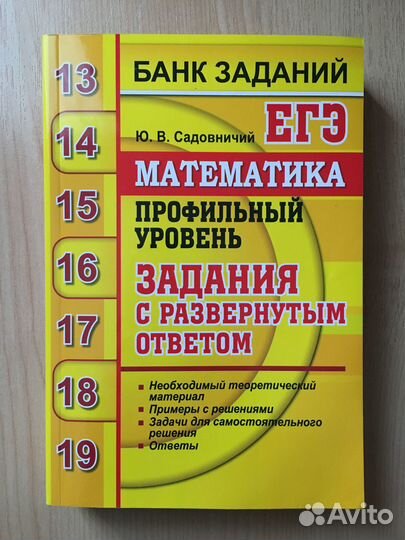 13
14
15
16
17
18
19
БАНК ЗАДАНИЙ
Ю. В. Садовничий ЕГЭ
МАТЕМАТИКА
ПРОФИЛЬНЫЙ
УРОВЕНЬ
ЗАДАНИЯ
С РАЗВЕРНУТЫМ
ОТВЕТОМ
Необходимый теоретический
материал
Примеры с решениями
Задачи для самостоятельного
решения
Ответы
Avito